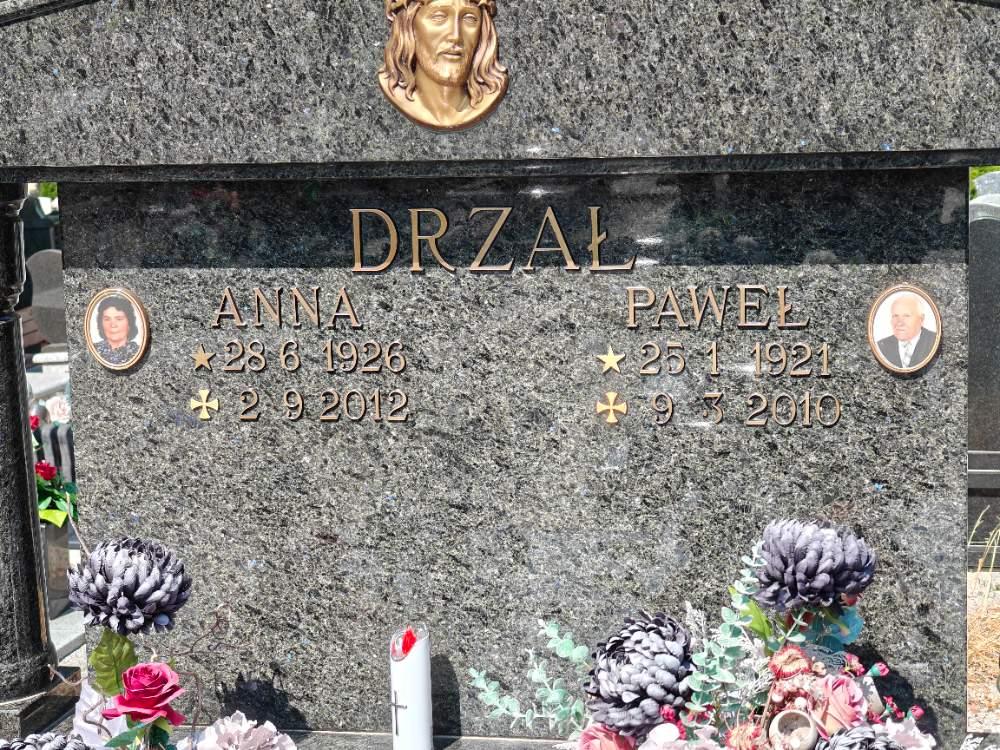 DRZAŁ
ANNA
28 6 1926
2 9 2012
PAWEŁ
25 1 1921
9 3 2010